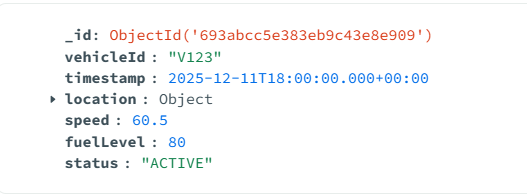 _id: ObjectId('693abcc5e383eb9c43e8e909')
vehicleId : "V123"
timestamp : 2025-12-11T18:00:00.000+00:00
location : Object
speed : 60.5
fuelLevel : 80
status : "ACTIVE"